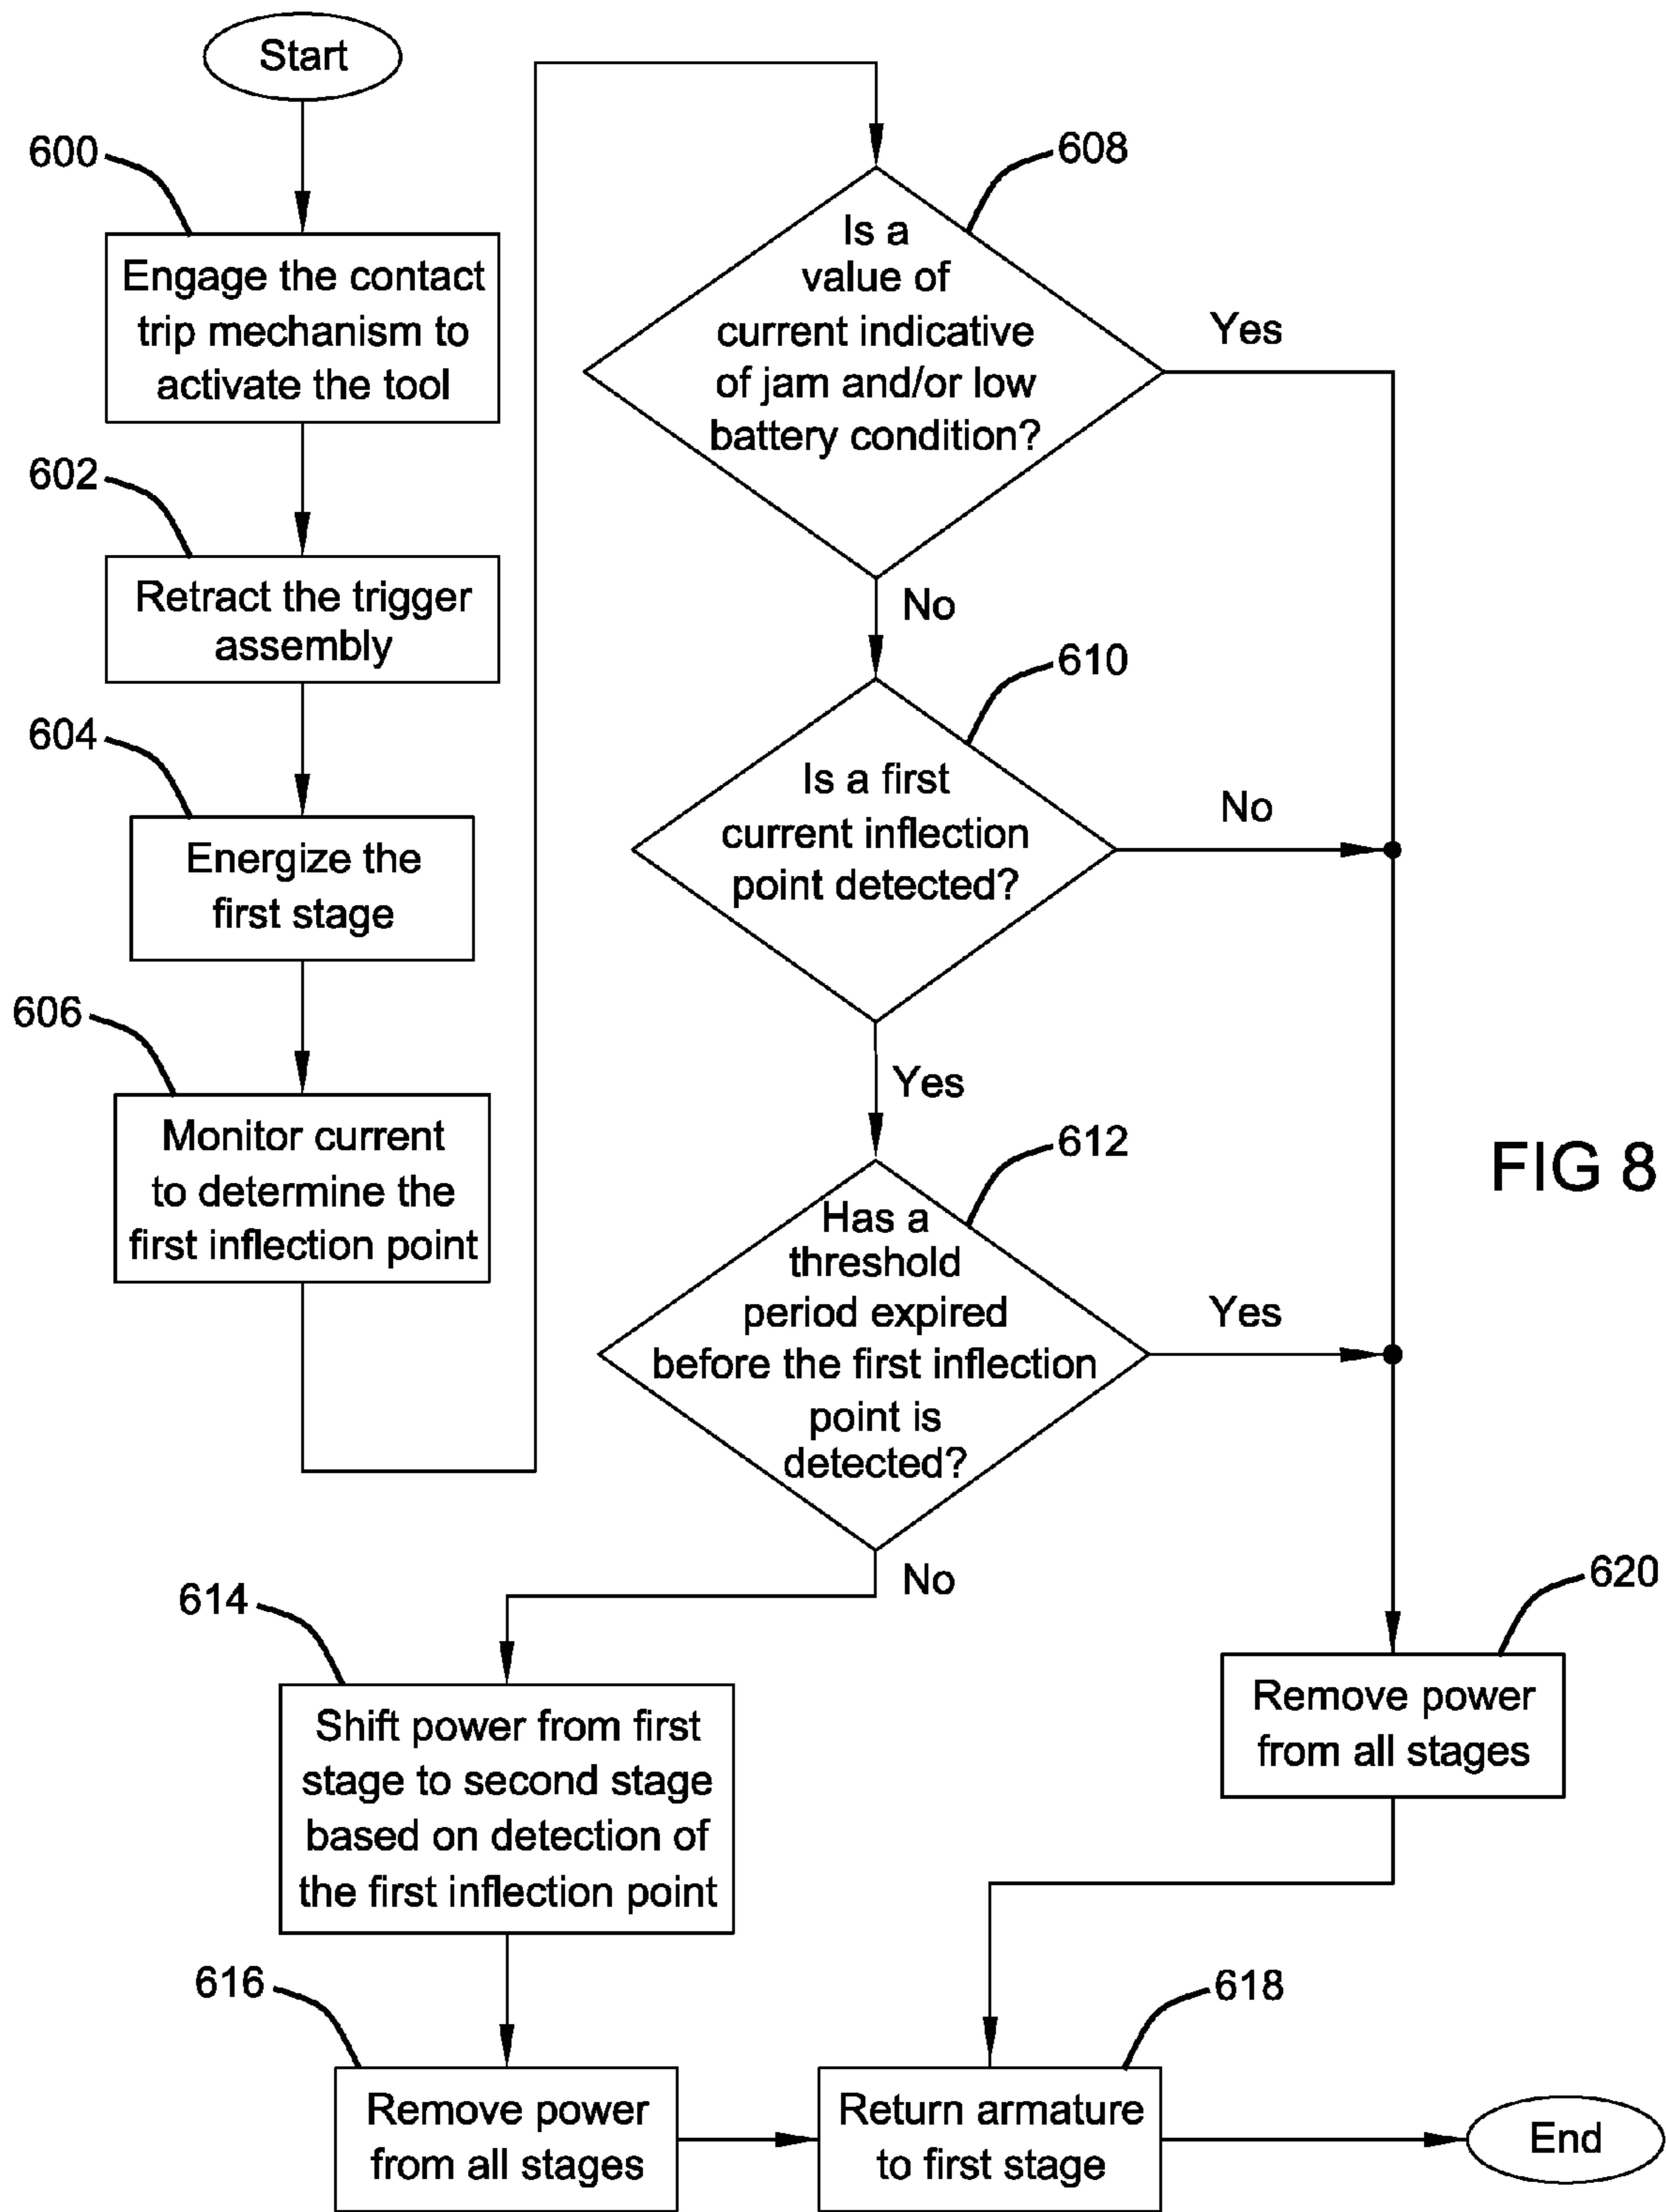 Start
600
Engage the contact
trip mechanism to
activate the tool
602
Retract the trigger
assembly
604
Energize the
first stage
606
Monitor current
to determine the
first inflection point
608
Is a
value of
current indicative
of jam and/or low
battery condition?
Yes
No
610
Is a first
current inflection
point detected?
No
Yes
612
Has a
threshold
period expired
before the first inflection
point is
detected?
Yes
No
FIG 8
614
Shift power from first
stage to second stage
based on detection of
the first inflection point
620
Remove power
from all stages
616
Remove power
from all stages
618
Return armature
to first stage
End